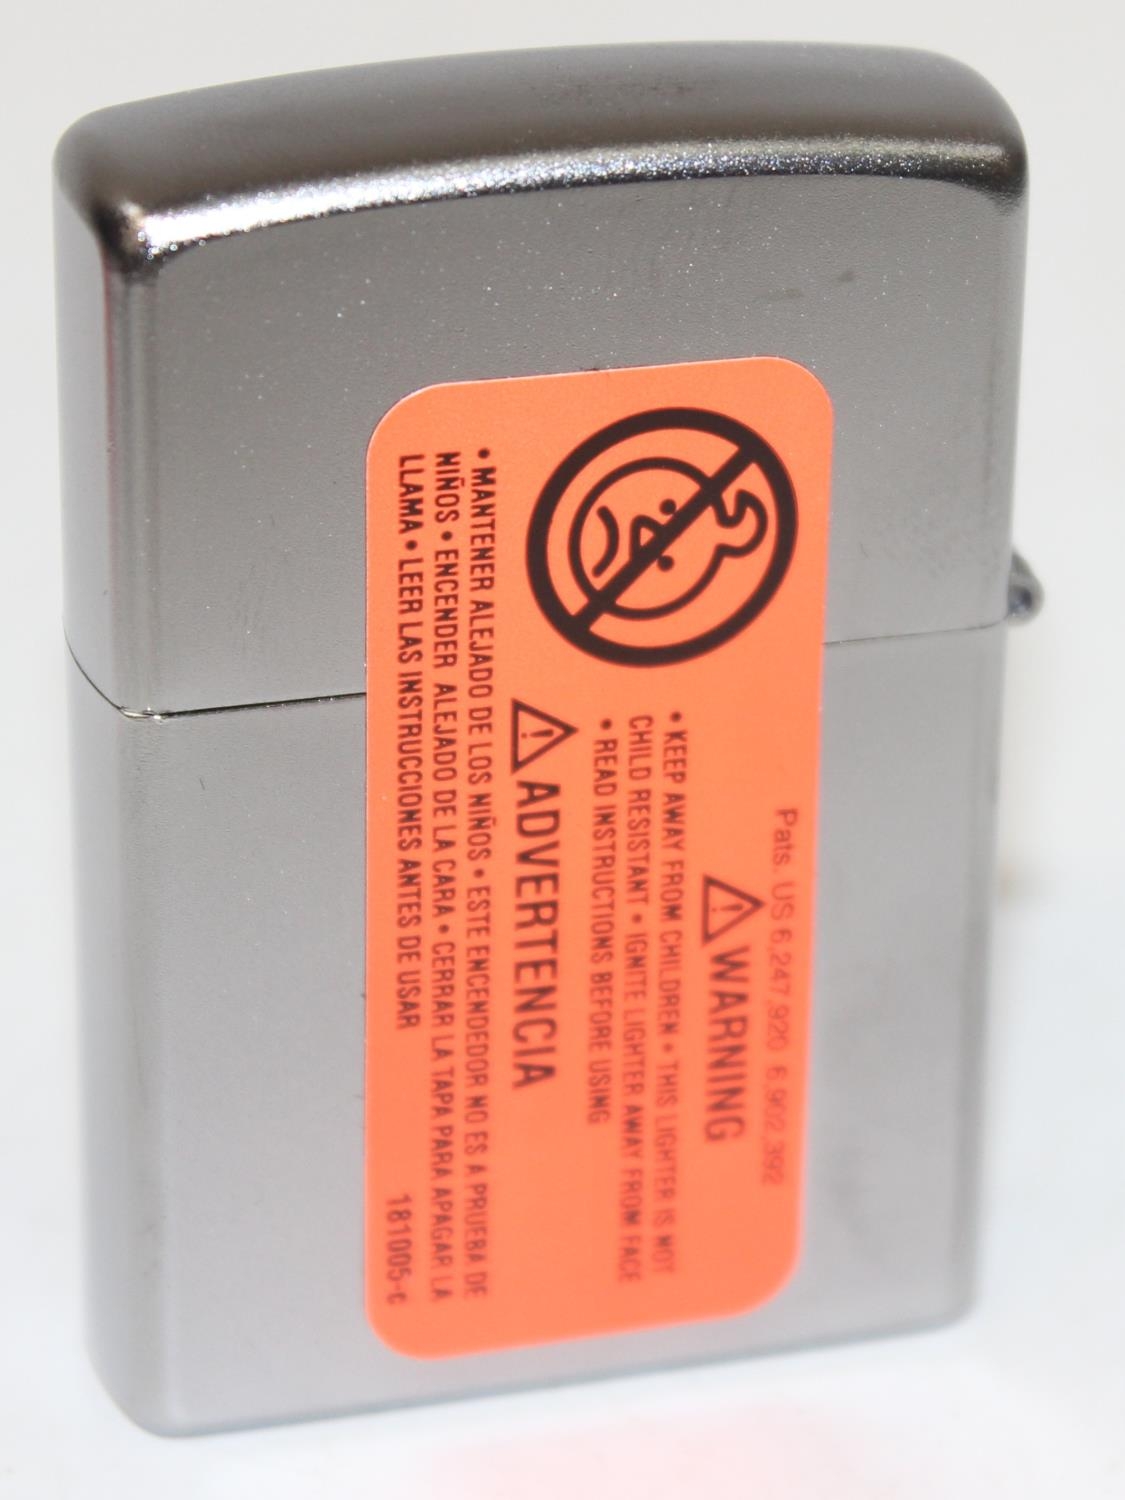 Pats. US 6,247,920 6,902,392
⚠ WARNING
• KEEP AWAY FROM CHILDREN • THIS LIGHTER IS NOT
CHILD RESISTANT • IGNITE LIGHTER AWAY FROM FACE
• READ INSTRUCTIONS BEFORE USING
⚠ ADVERTENCIA
• MANTENER ALEJADO DE LOS NIÑOS • ESTE ENCENDEDOR NO ES A PRUEBA DE
NIÑOS • ENCENDER ALEJADO DE LA CARA • CERRAR LA TAPA PARA APAGAR LA
LLAMA • LEER LAS INSTRUCCIONES ANTES DE USAR
181005-c